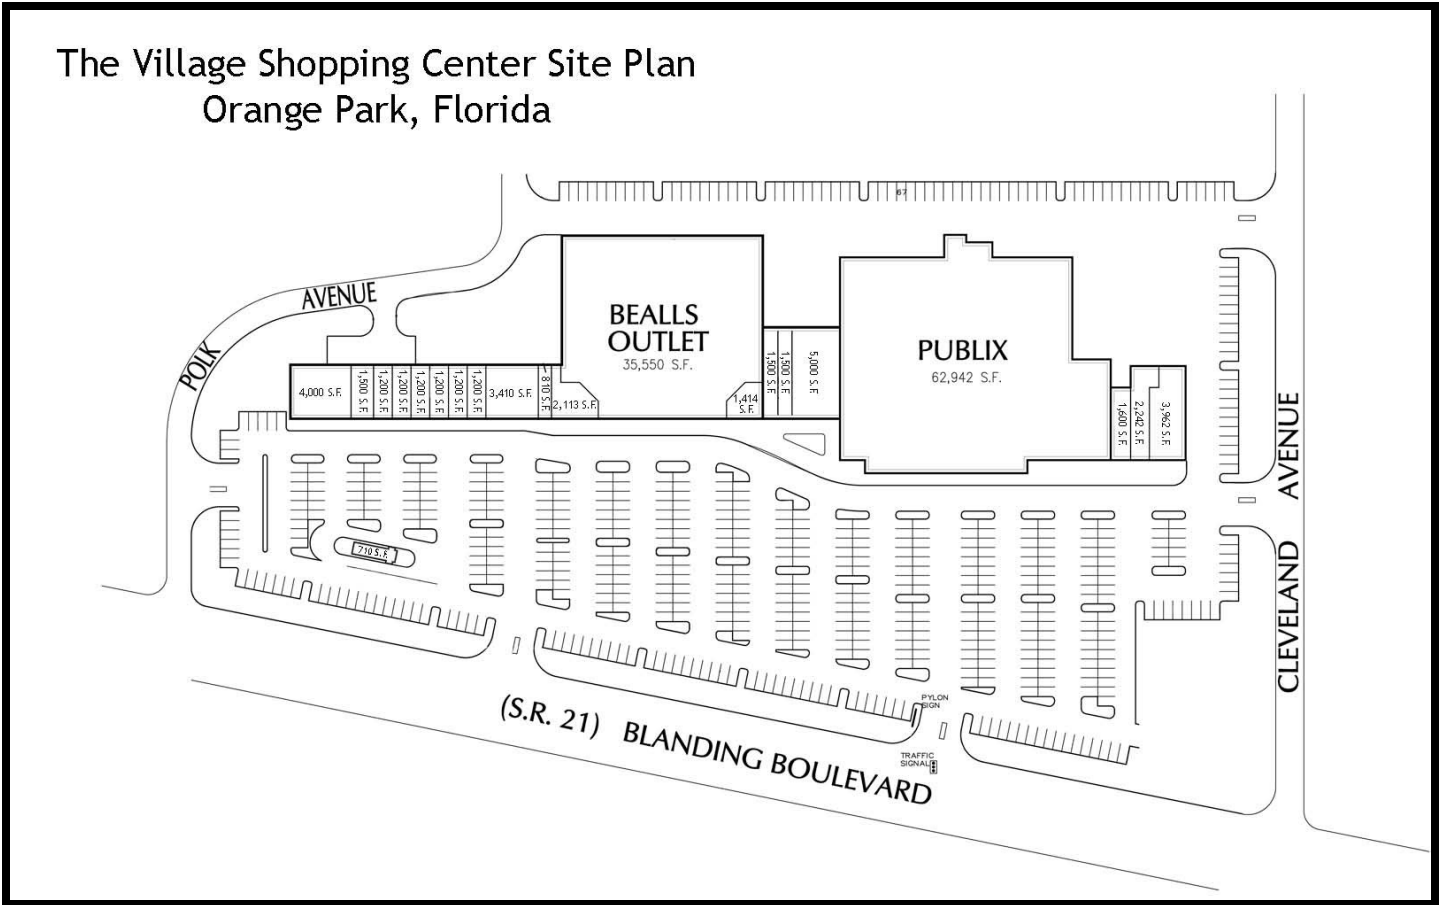 The Village Shopping Center Site Plan
Orange Park, Florida
67
AVENUE
POLK
BEALLS
OUTLET
35,550 S.F.
PUBLIX
62,942 S.F.
4,000 S.F.
1,500 S.F.
1,200 S.F.
1,200 S.F.
1,200 S.F.
1,200 S.F.
1,200 S.F.
1,200 S.F.
3,410 S.F.
810 S.F.
2,113 S.F.
1,414
S.F.
1,500 S.F.
1,500 S.F.
5,000 S.F.
1,600 S.F.
2,242 S.F.
3,962 S.F.
710 S.F.
CLEVELAND AVENUE
PYLON
SIGN
TRAFFIC
SIGNAL
(S.R. 21) BLANDING BOULEVARD